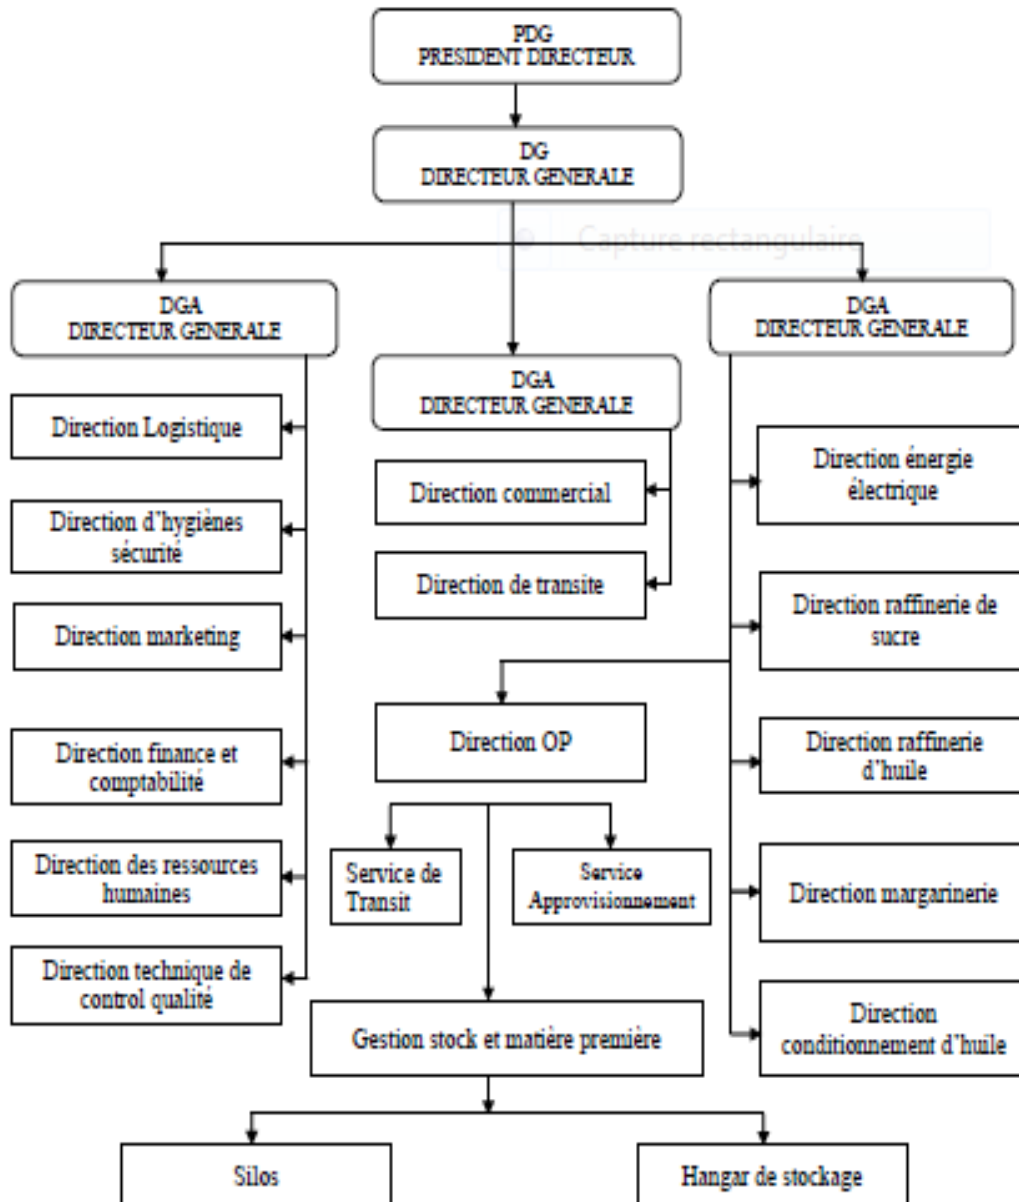 PDG
PRESIDENT DIRECTEUR
DG
DIRECTEUR GENERALE
Capture rectangulaire
DGA
DIRECTEUR GENERALE
DGA
DIRECTEUR GENERALE
DGA
DIRECTEUR GENERALE
Direction Logistique
Direction d'hygiènes
sécurité
Direction marketing
Direction finance et
comptabilité
Direction des ressources
humaines
Direction technique de
control qualité
Direction commercial
Direction de transite
Direction OP
Service de
Transit
Service
Approvisionnement
Gestion stock et matière première
Silos
Hangar de stockage
Direction énergie
électrique
Direction raffinerie de
sucre
Direction raffinerie
d'huile
Direction margarinerie
Direction
conditionnement d'huile